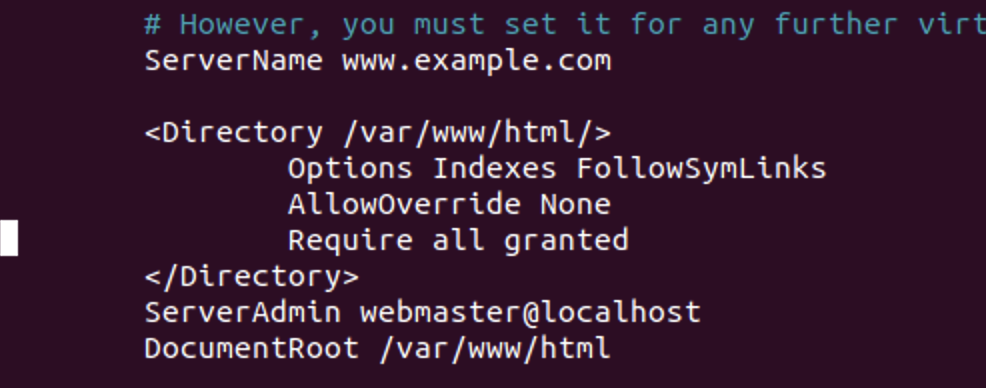 # However, you must set it for any further
ServerName www.example.com
<Directory /var/www/html/>
Options Indexes FollowSymLinks
AllowOverride None
Require all granted
</Directory>
ServerAdmin webmaster@localhost
DocumentRoot /var/www/html